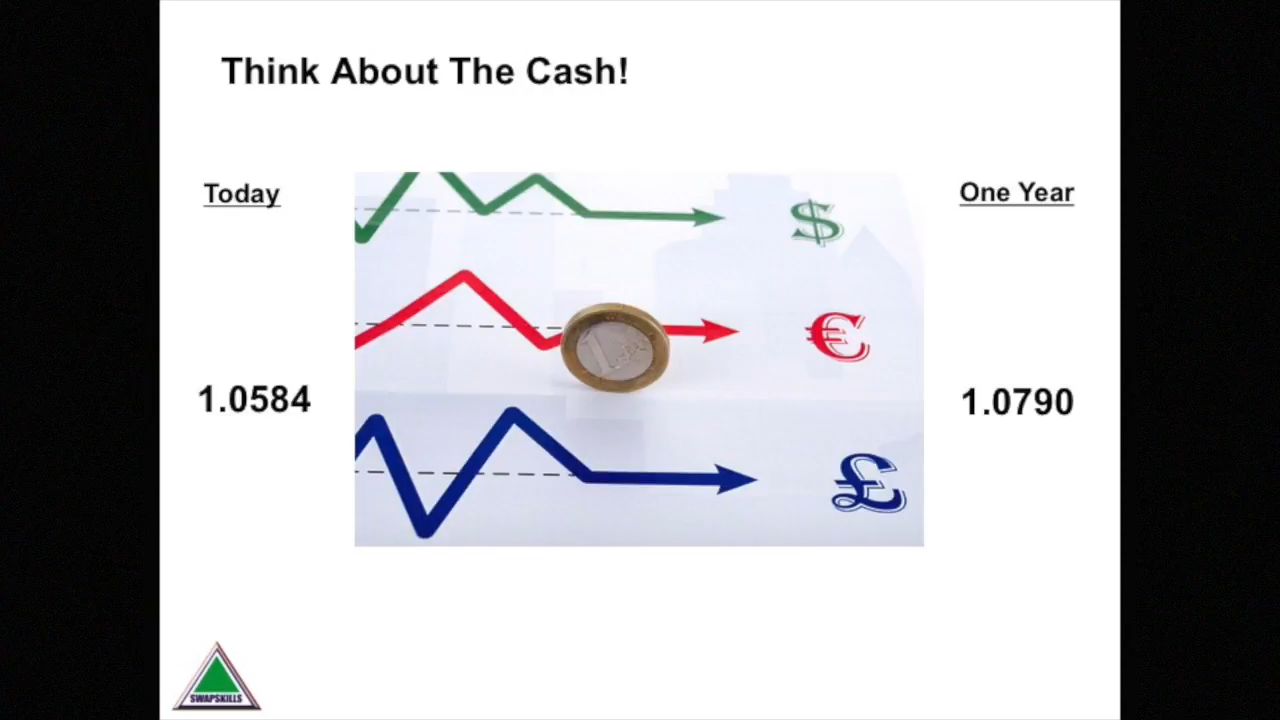 Think About The Cash!
Today
One Year
$
€
1.0584
1.0790
£
SWAPSKILLS